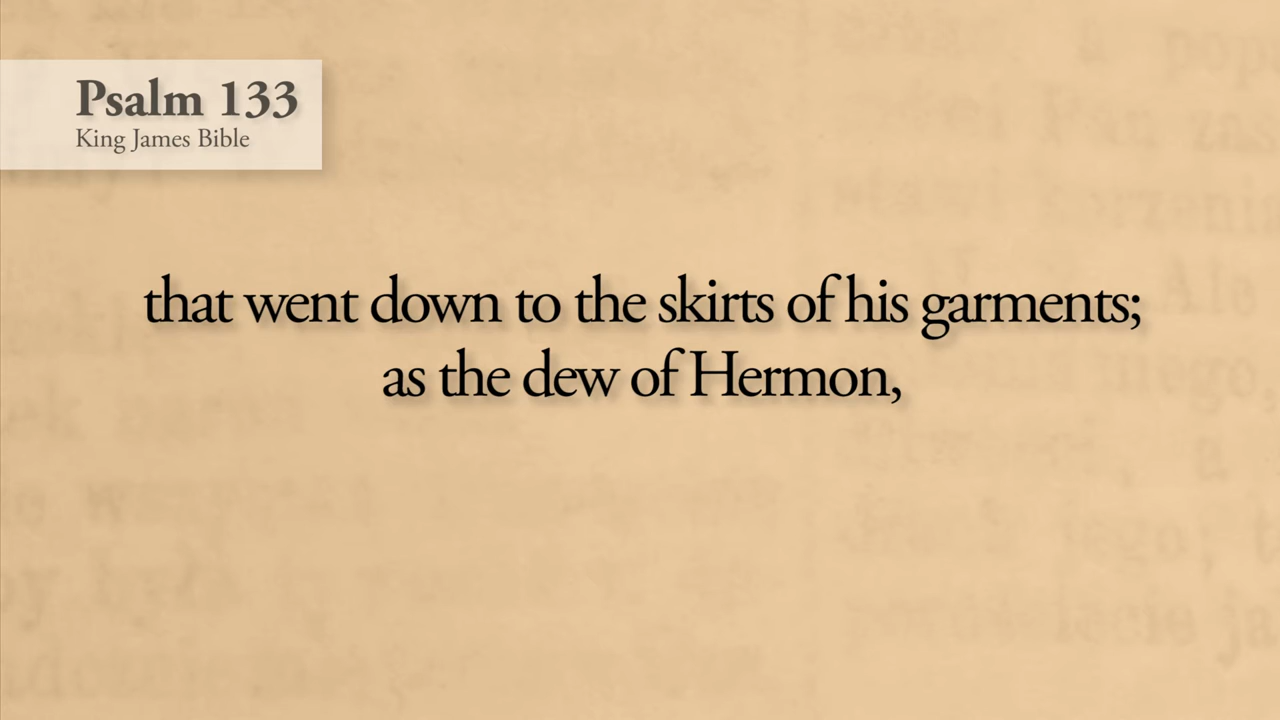 Psalm 133
King James Bible
that went down to the skirts of his garments;
as the dew of Hermon,